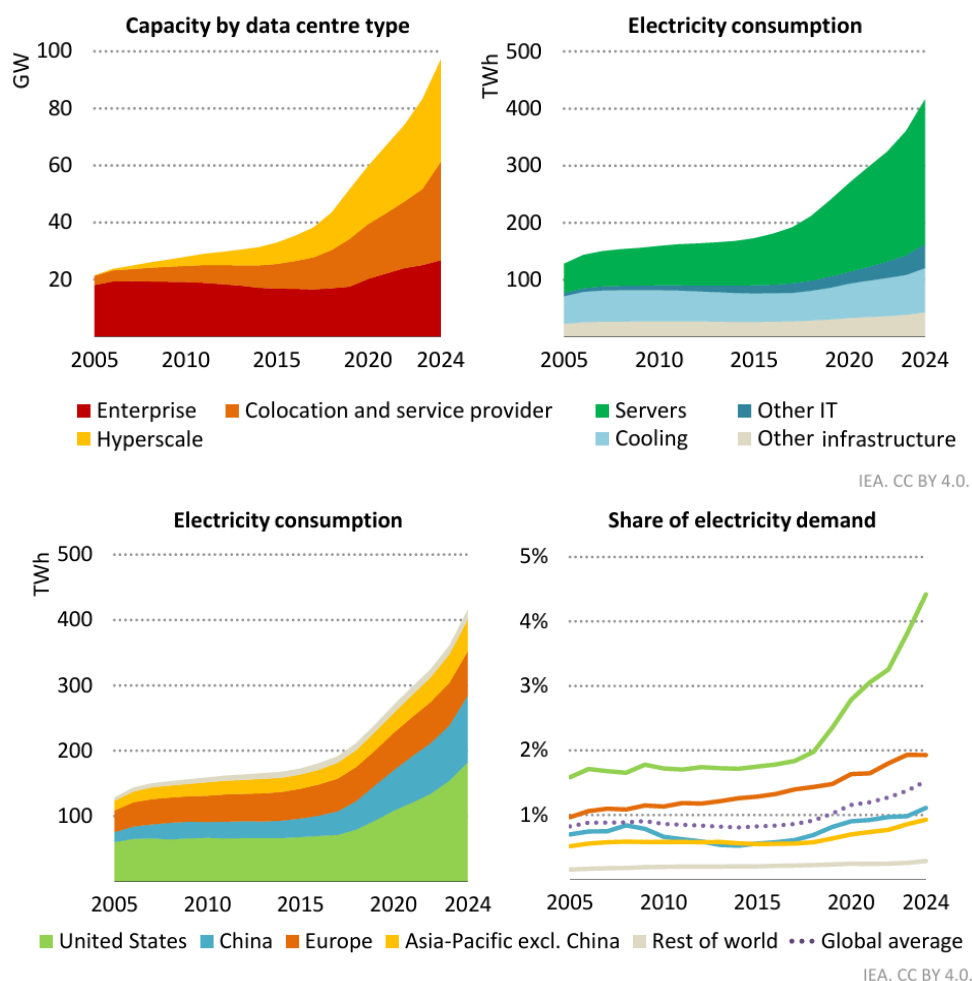 Capacity by data centre type
GW
100
80
60
40
20
2005 2010 2015 2020 2024
Enterprise Colocation and service provider
Hyperscale
Electricity consumption
TWh
500
400
300
200
100
2005 2010 2015 2020 2024
Servers Other IT
Cooling Other infrastructure
IEA. CC BY 4.0.
Electricity consumption
TWh
500
400
300
200
100
2005 2010 2015 2020 2024
Share of electricity demand
5%
4%
3%
2%
1%
2005 2010 2015 2020 2024
United States China Europe Asia-Pacific excl. China Rest of world Global average
IEA. CC BY 4.0.